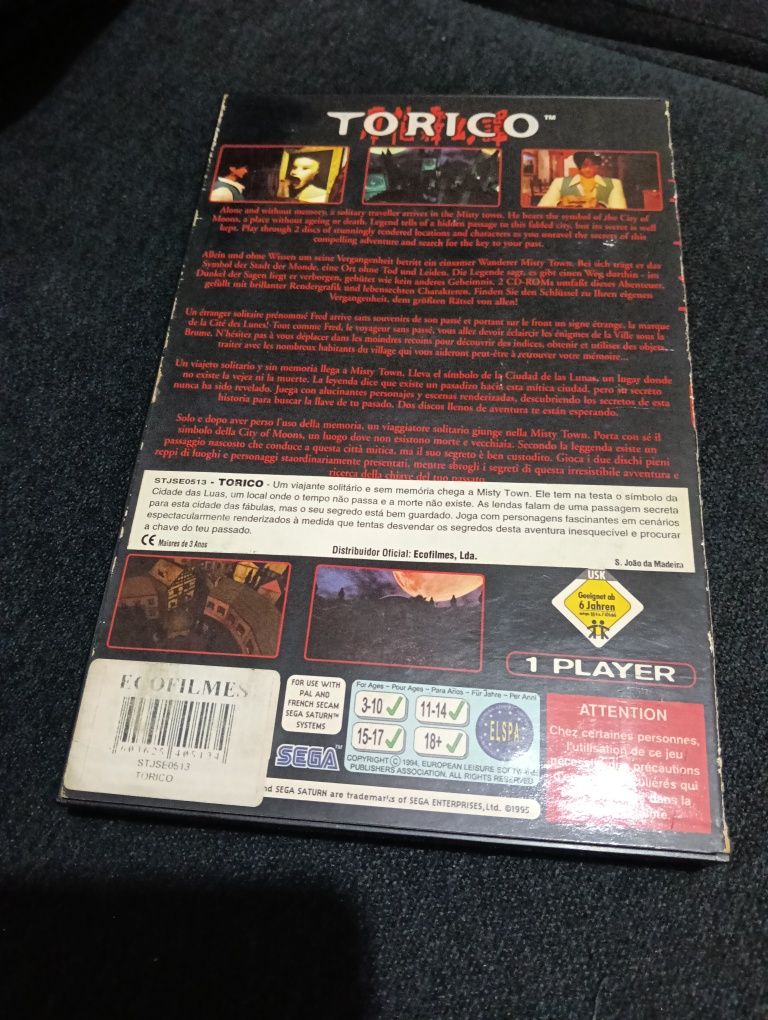 TORICO™
Alone and without memory, a solitary traveller arrives in the Misty town. He bears the symbol of the City of
Moons, a place without ageing or death. Legend tells of a hidden passage to this fabled city, but its secret is well
kept. Play through 2 discs of stunningly rendered locations and characters as you unravel the secrets of this
compelling adventure and search for the key to your past.
Allein und ohne Wissen um seine Vergangenheit betritt ein einsamer Wanderer Misty Town. Bei sich trägt er das
Symbol der Stadt der Monde, eine Ort ohne Tod und Leiden. Die Legende sagt, es gibt einen Weg dorthin - im
Dunkel der Sagen liegt er verborgen, gehütet wie kein anderes Geheimnis. 2 CD-ROMs umfaßt dieses Abenteuer,
gefüllt mit brillanter Rendergrafik und lebensechten Charakteren. Finden Sie den Schlüssel zu Ihren eigenen
Vergangenheit, dem größten Rätsel von allen!
Un étranger solitaire prénommé Fred arrive sans souvenirs de son passé et portant sur le front un signe étrange, la marque
de la Cité des Lunes! Tout comme Fred, le voyageur sans passé, vous allez devoir éclaircir les énigmes de la Ville sous la
Brune. N'hésitez pas à vous déplacer dans les moindres recoins pour découvrir des indices, obtenir et utiliser des objets,
traiter avec les nombreux habitants du village qui vous aideront peut-être à retrouver votre mémoire...
Un viajeto solitario y sin memoria llega a Misty Town. Lleva el símbolo de la Ciudad de las Lunas, un lugay donde
no existe la vejez ni la muerte. La leyenda dice que existe un pasadizo hacia esta mítica ciudad, pero su secreto
nunca ha sido revelado. Juega con alucinantes personajes y escenas renderizadas, descubriendo los secretos de esta
historia para buscar la llave de tu pasado. Dos discos llenos de aventura te están esperando.
Solo e dopo aver perso l'uso della memoria, un viaggiatore solitario giunge nella Misty Town. Porta con sé il
simbolo della City of Moons, un luogo dove non esistono morte e vecchiaia. Secondo la leggenda esiste un
passaggio nascosto che conduce a questa città mitica, ma il suo segreto è ben custodito. Gioca i due dischi pieni
zeppi di luoghi e personaggi staordinariamente presentati, mentre sbrogli i segreti di questa irresistibile avventura e
ricerca della chiave del tuo passato.
STJSE0513 - TORICO - Um viajante solitário e sem memória chega a Misty Town. Ele tem na testa o símbolo da
Cidade das Luas, um local onde o tempo não passa e a morte não existe. As lendas falam de uma passagem secreta
para esta cidade das fábulas, mas o seu segredo está bem guardado. Joga com personagens fascinantes em cenários
espectacularmente renderizados à medida que tentas desvendar os segredos desta aventura inesquecível e procurar
a chave do teu passado.
CE Maiores de 3 Anos
Distribuidor Oficial: Ecofilmes, Lda.
S. João da Madeira
USK
Geeignet ab
6 Jahren
1 PLAYER
ECOFILMES
STJSE0513
TORICO
FOR USE WITH
PAL AND
FRENCH SECAM
SEGA SATURN™
SYSTEMS
SEGA™
For Ages - Pour Ages - Para Años - Für Jahre - Per Anni
3-10 11-14
15-17 18+
ELSPA
COPYRIGHT © 1994, EUROPEAN LEISURE SOFTWARE
PUBLISHERS ASSOCIATION. ALL RIGHTS RESERVED
nd SEGA SATURN are trademarks of SEGA ENTERPRISES, Ltd. ©1995
ATTENTION
Chez certaines personnes,
l'utilisation de ce jeu
précautions
qui
dans la